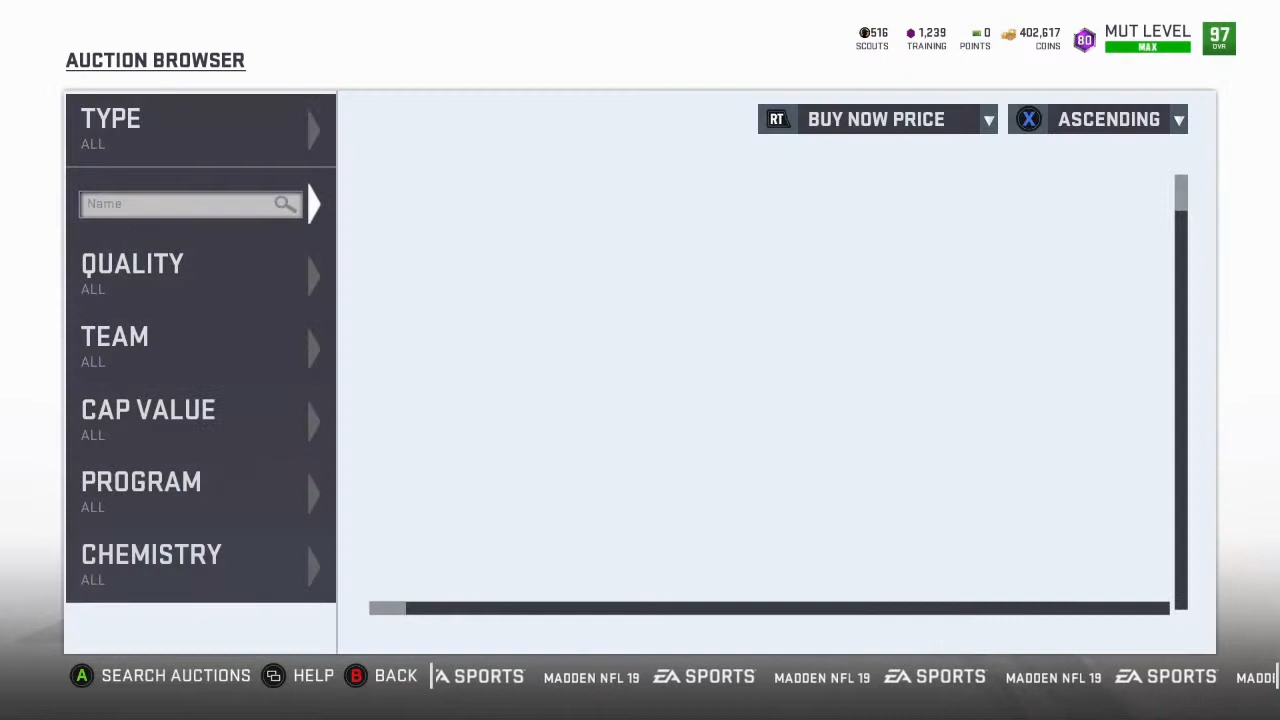 516 1,239 0 402,617 80 MUT LEVEL 97
SCOUTS TRAINING POINTS COINS MAX OVR
AUCTION BROWSER
TYPE
ALL
RT BUY NOW PRICE X ASCENDING
Name
QUALITY
ALL
TEAM
ALL
CAP VALUE
ALL
PROGRAM
ALL
CHEMISTRY
ALL
A SEARCH AUCTIONS HELP B BACK EA SPORTS MADDEN NFL 19 EA SPORTS MADDEN NFL 19 EA SPORTS MADDEN NFL 19 EA SPORTS MADDI